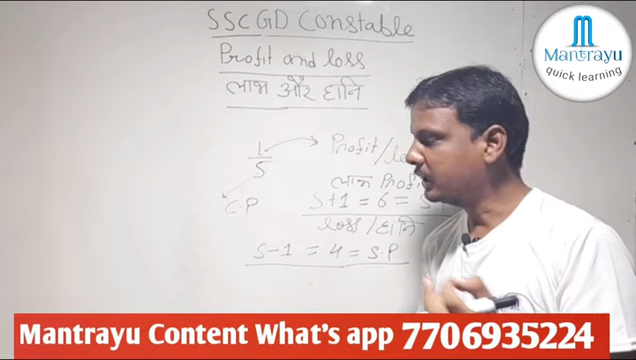 SSC GD Constable
Profit and loss
लाभ और हानि
Mantrayu
quick learning
1/5
Profit/
लाभ
C.P
5+1 = 6 =
loss/हानि
5-1 = 4 = S.P
Mantrayu Content What's app 7706935224